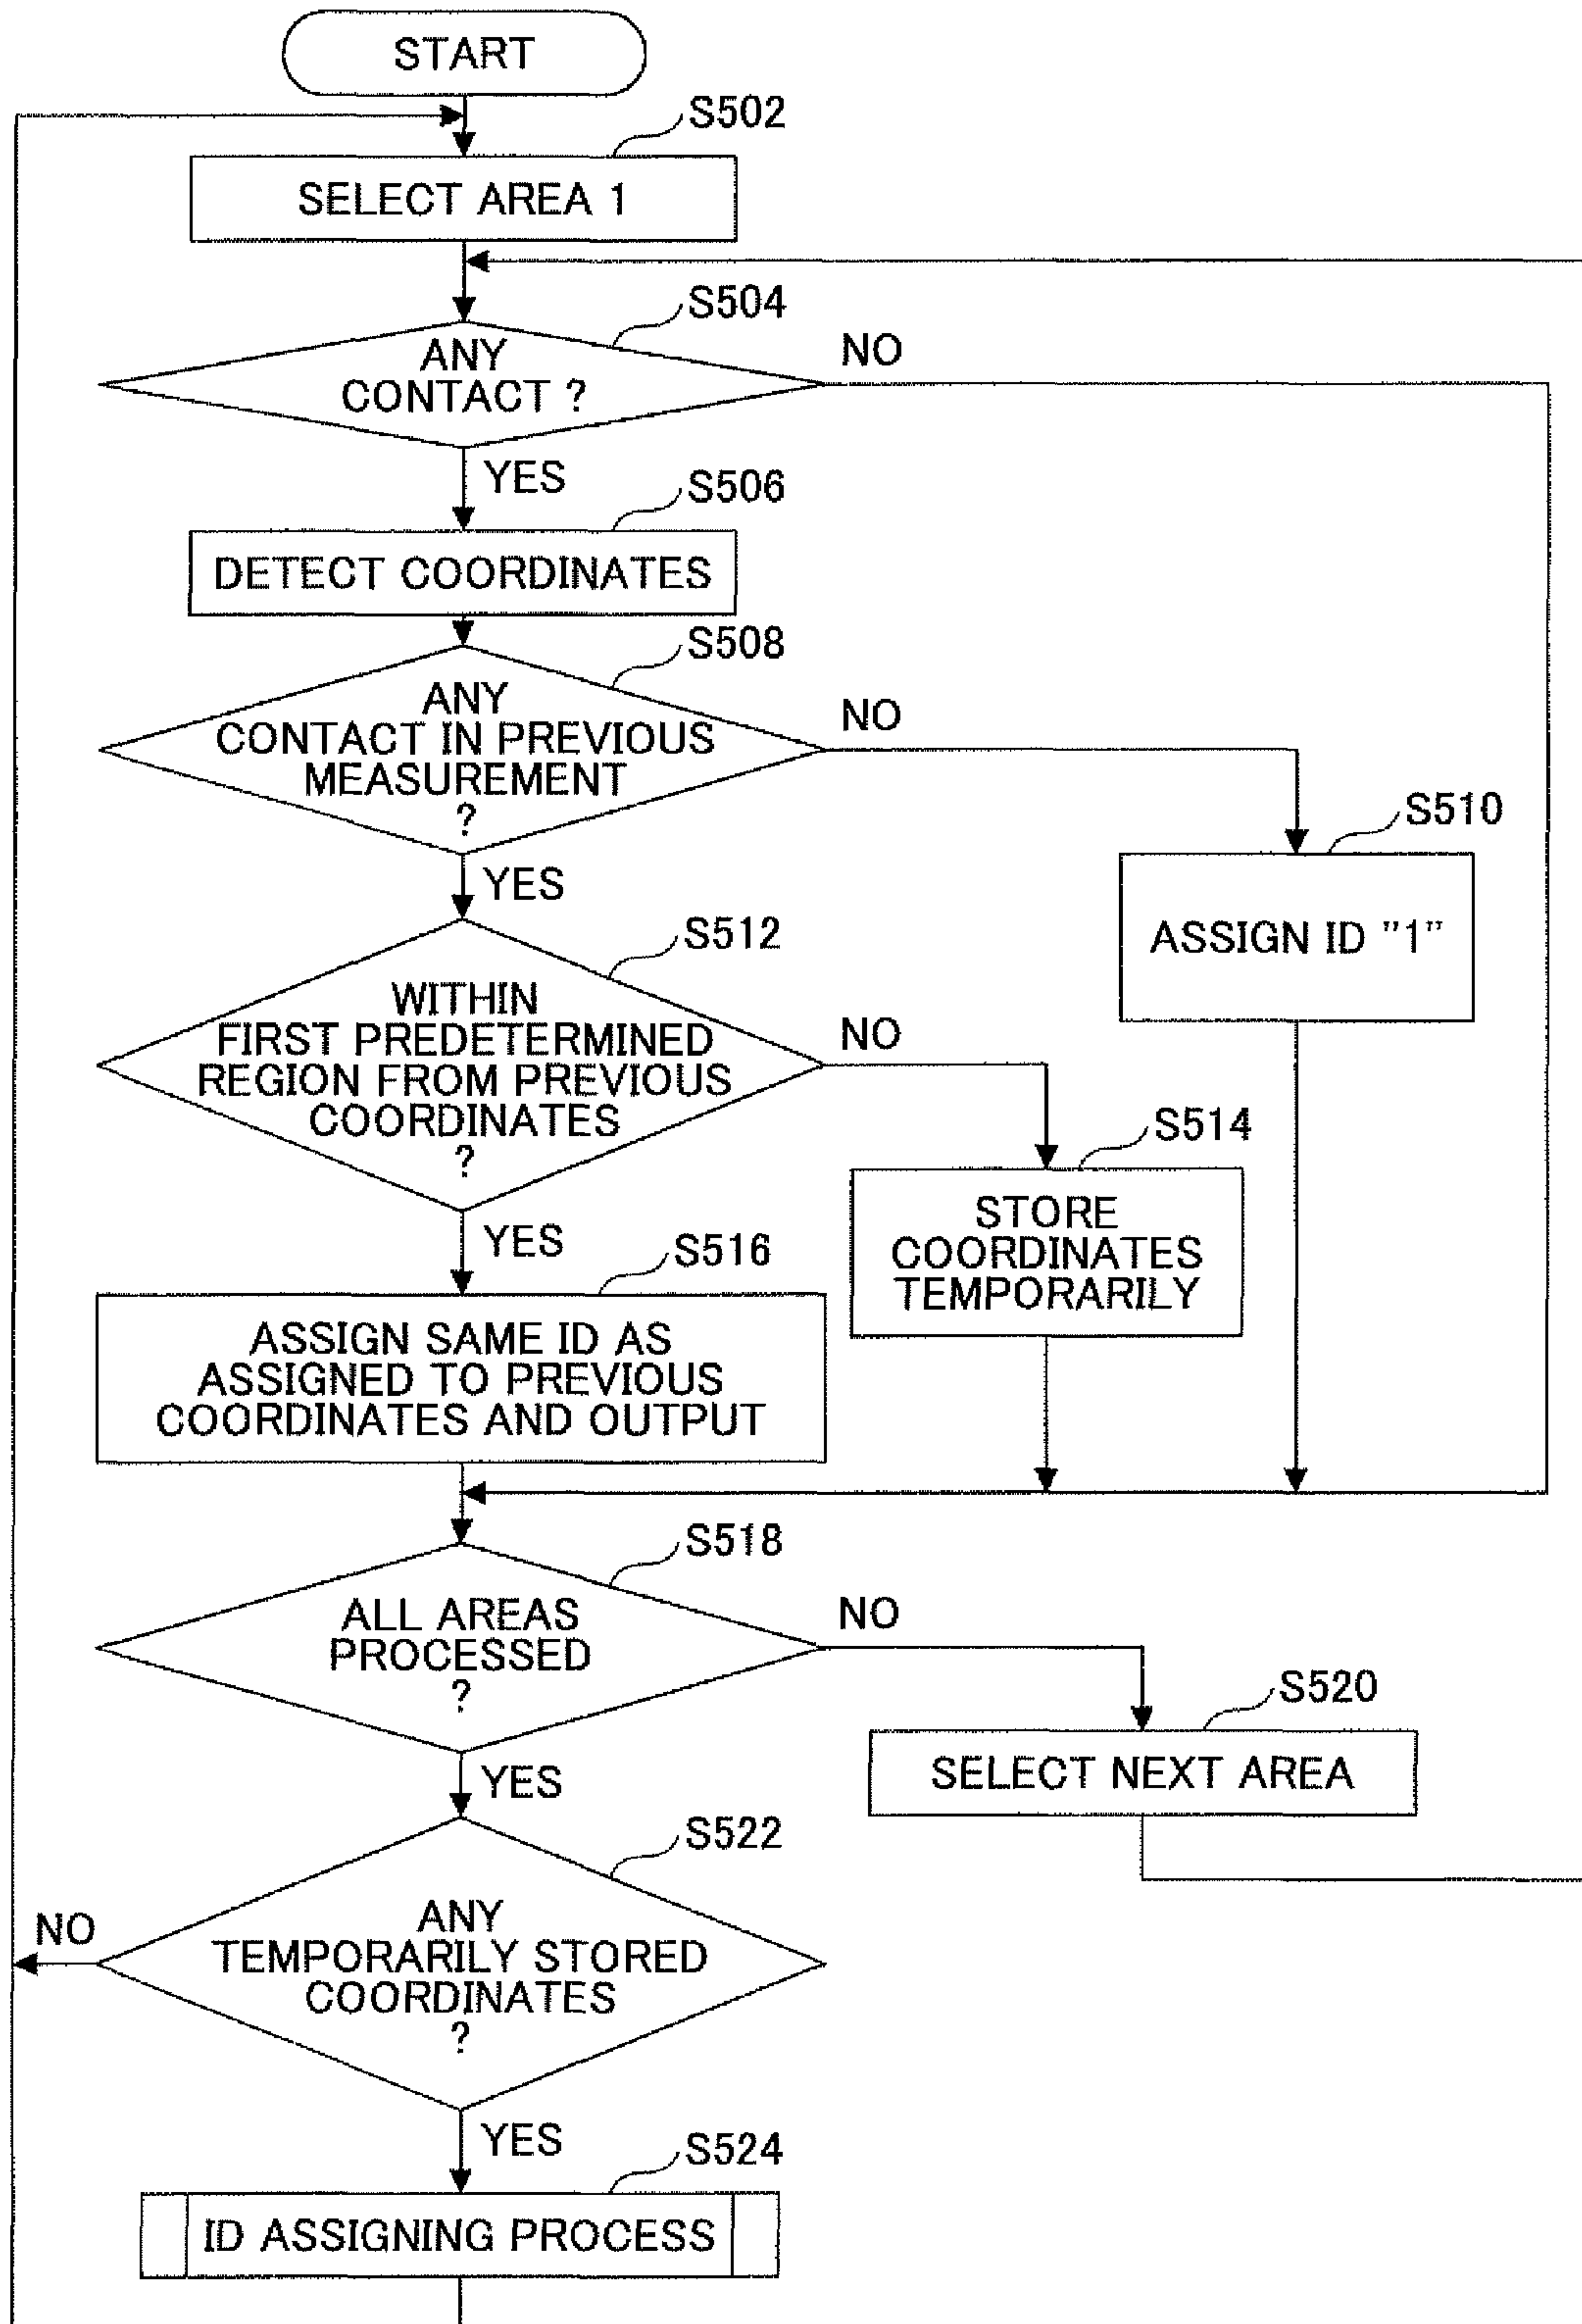 START
S502
SELECT AREA 1
S504
ANY
CONTACT ?
NO
YES
S506
DETECT COORDINATES
S508
ANY
CONTACT IN PREVIOUS
MEASUREMENT
?
NO
YES
S510
ASSIGN ID "1"
S512
WITHIN
FIRST PREDETERMINED
REGION FROM PREVIOUS
COORDINATES
?
NO
YES
S514
STORE
COORDINATES
TEMPORARILY
S516
ASSIGN SAME ID AS
ASSIGNED TO PREVIOUS
COORDINATES AND OUTPUT
S518
ALL AREAS
PROCESSED
?
NO
YES
S520
SELECT NEXT AREA
S522
ANY
TEMPORARILY STORED
COORDINATES
?
NO
YES
S524
ID ASSIGNING PROCESS